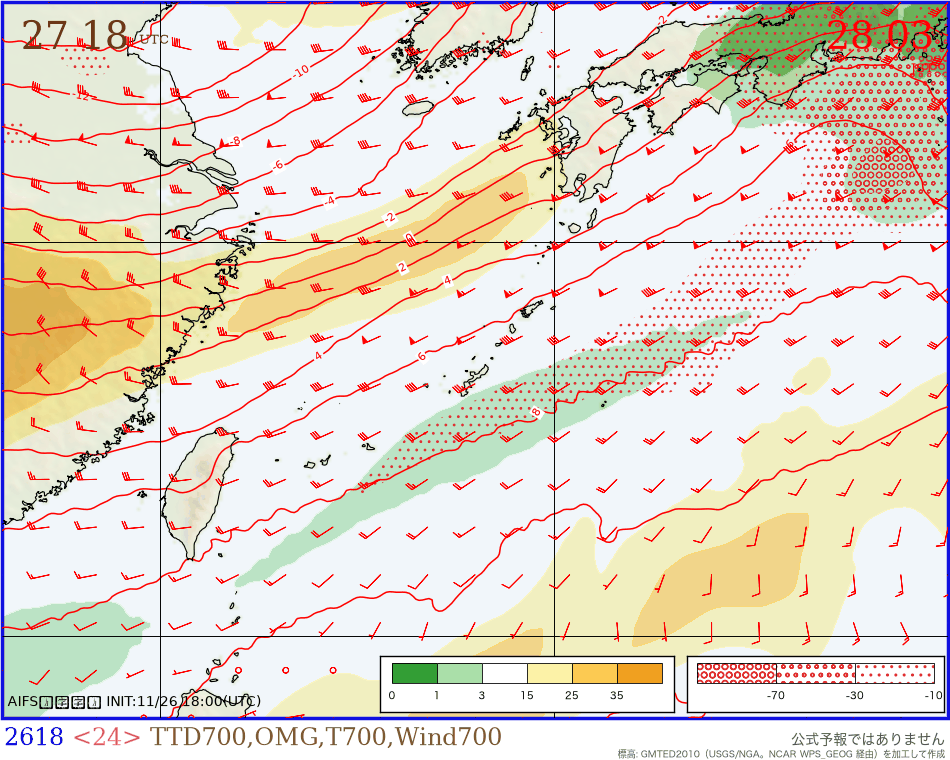 27 18 UTC
28 03I
-2
-10
-12
-8
-6
-6
-4
-2
0
2
4
4
6
-8
0 1 3 15 25 35
-70 -30 -10
AIFS INIT:11/26 18:00(UTC)
2618 <24> TTD700,OMG,T700,Wind700
公式予報ではありません
標高: GMTED2010（USGS/NGA。NCAR WPS_GEOG 経由）を加工して作成